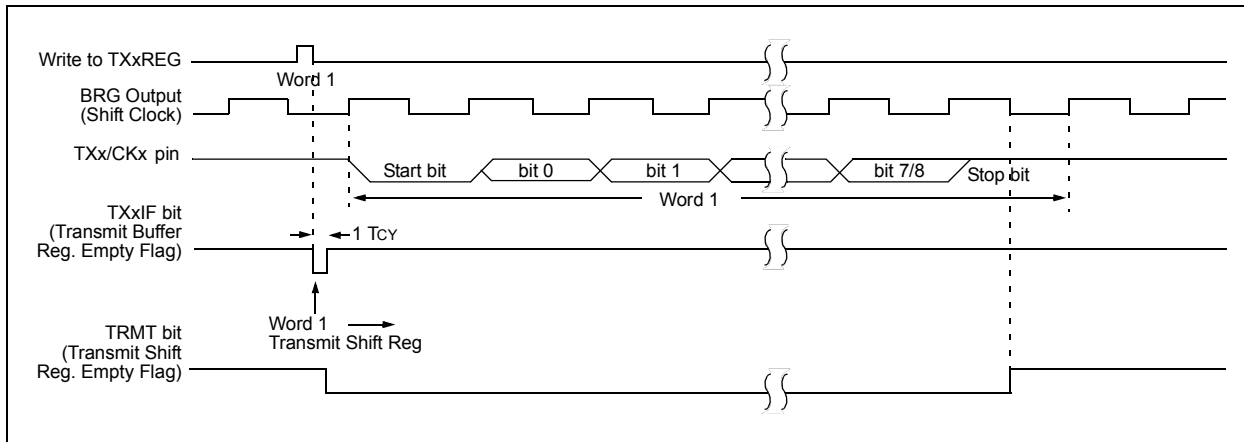 Write to TXxREG
Word 1
BRG Output
(Shift Clock)
TXx/CKx pin
Start bit
bit 0
bit 1
bit 7/8
Stop bit
Word 1
TXxIF bit
(Transmit Buffer
Reg. Empty Flag)
1 TCY
Word 1
Transmit Shift Reg
TRMT bit
(Transmit Shift
Reg. Empty Flag)